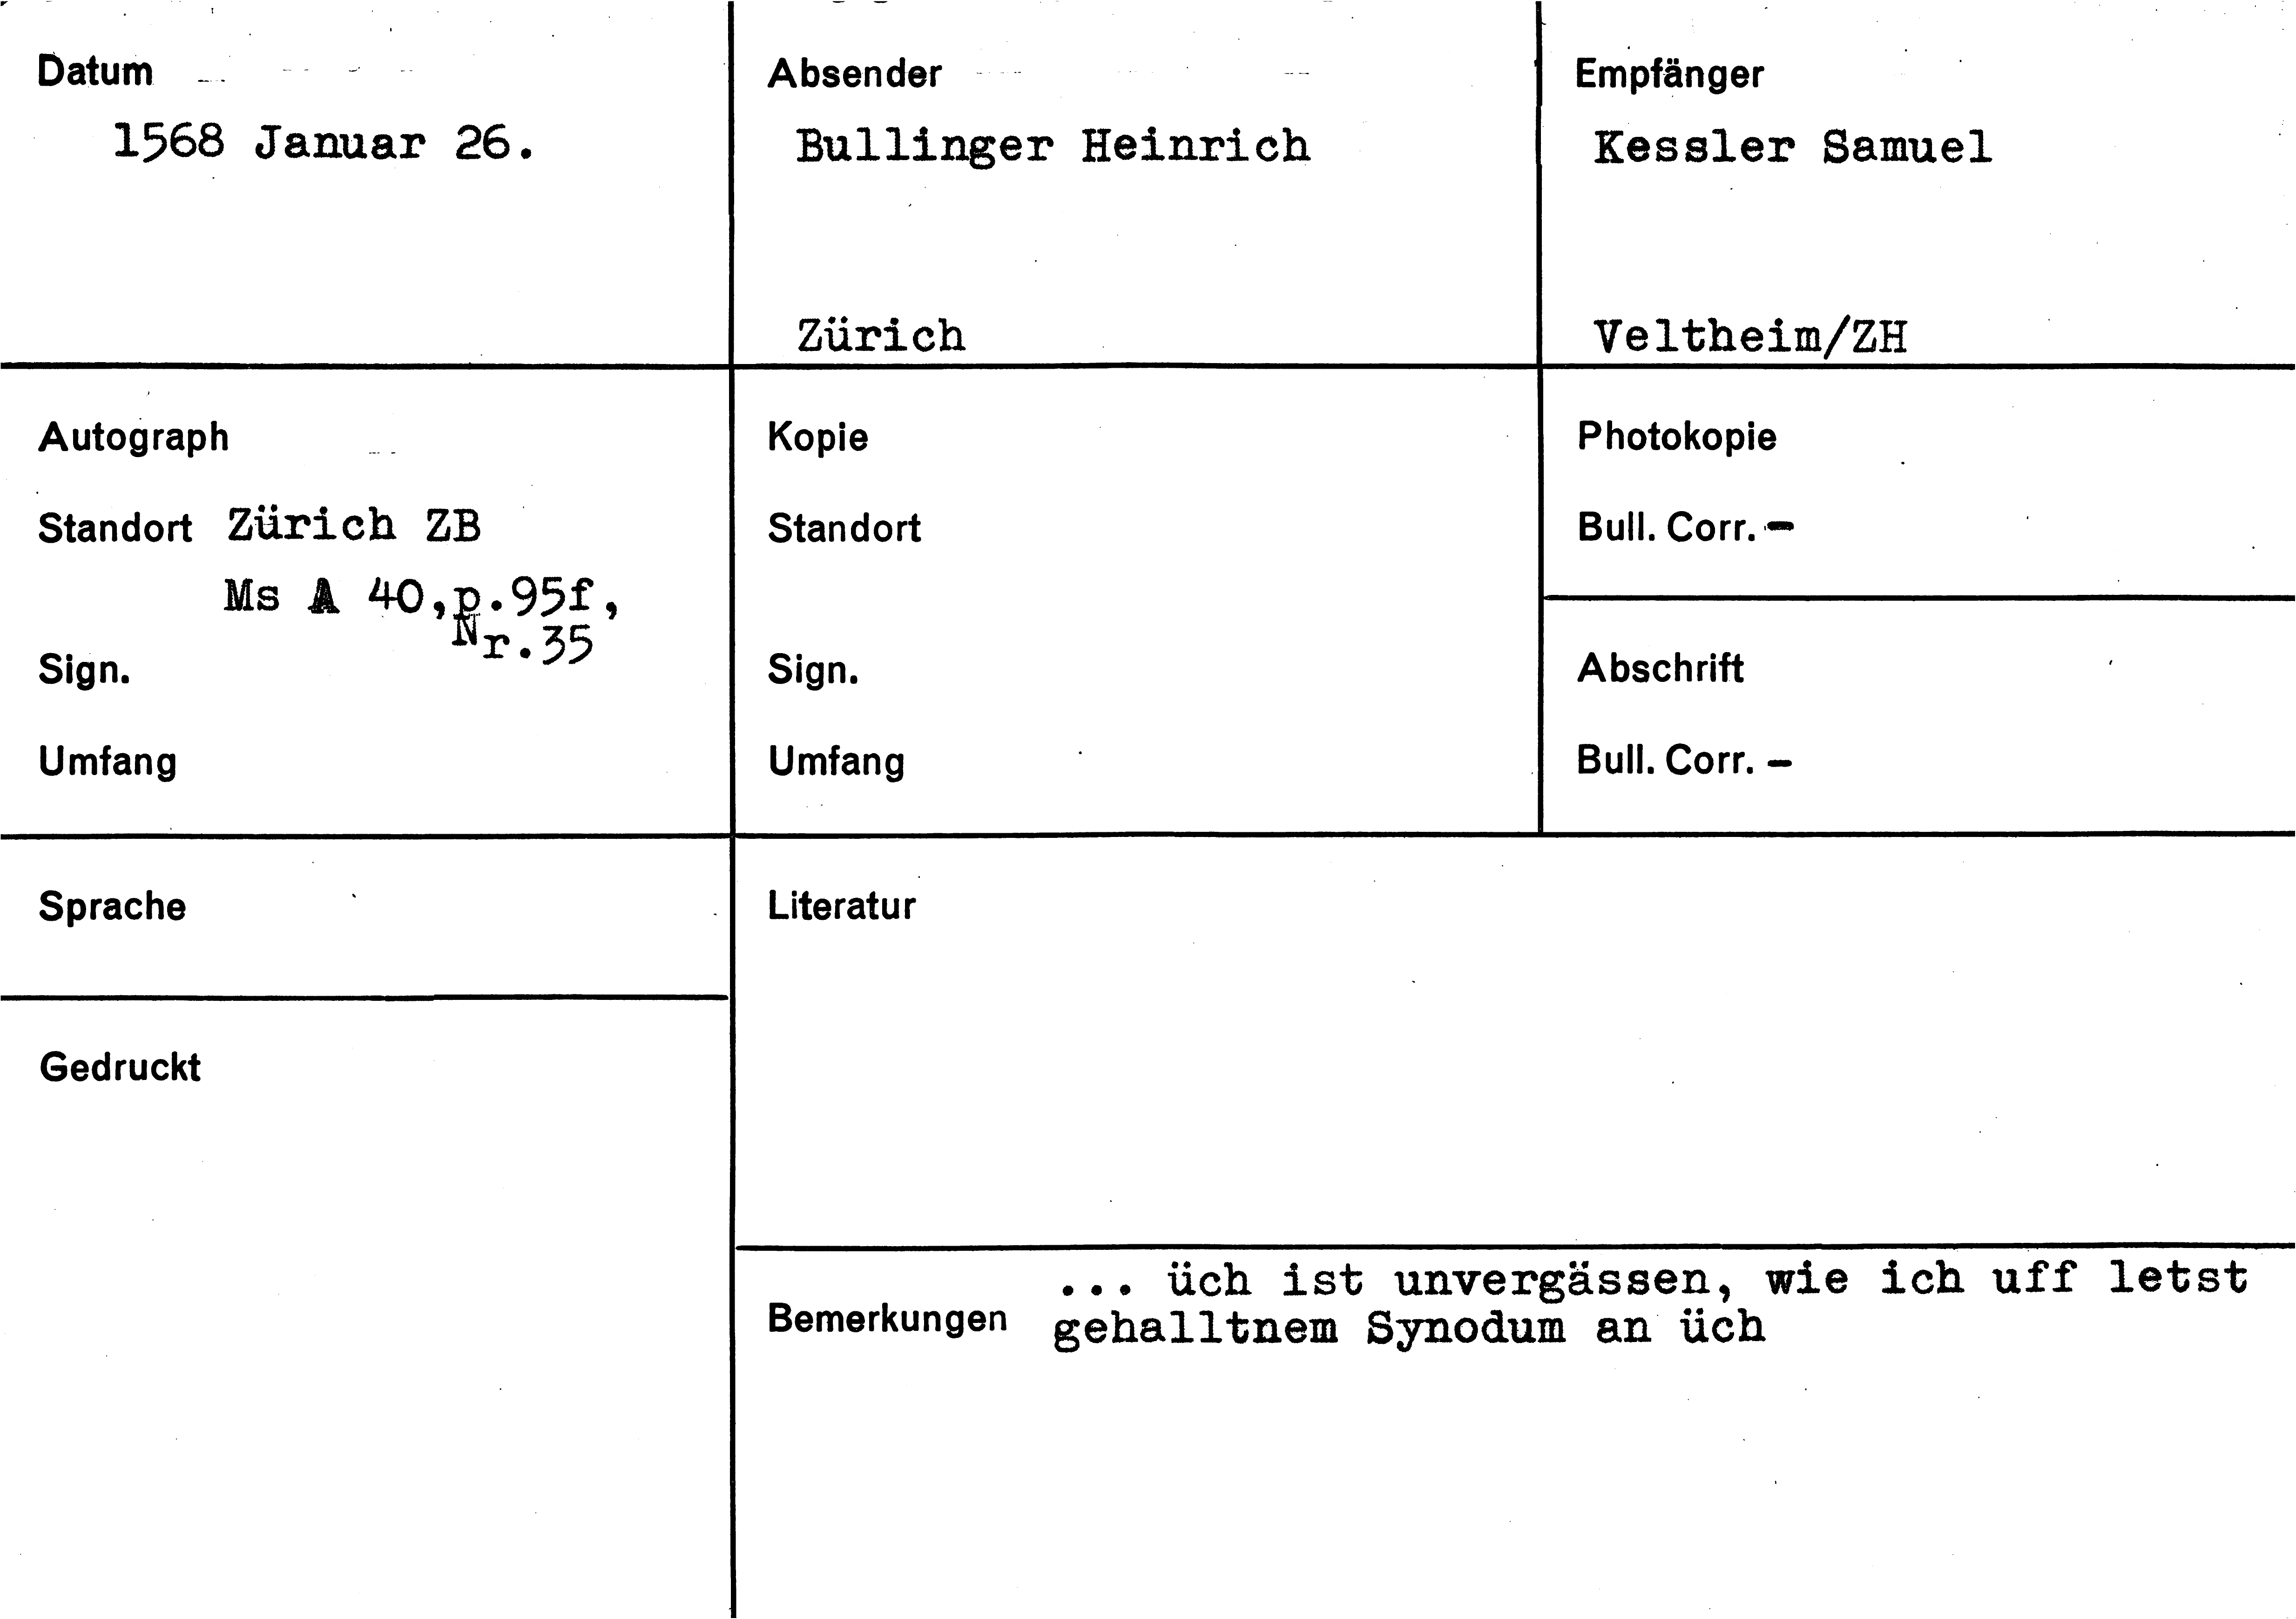 Datum
1568 Januar 26.
Absender
Bullinger Heinrich
Zürich
Empfänger
Kessler Samuel
Veltheim/ZH
Autograph
Standort Zürich ZB
Ms A 40,p.95f,
Nr.35
Sign.
Umfang
Kopie
Standort
Sign.
Umfang
Photokopie
Bull. Corr. –
Abschrift
Bull. Corr. –
Sprache
Gedruckt
Literatur
Bemerkungen
... üch ist unvergässen, wie ich uff letst
gehalltnem Synodum an üch